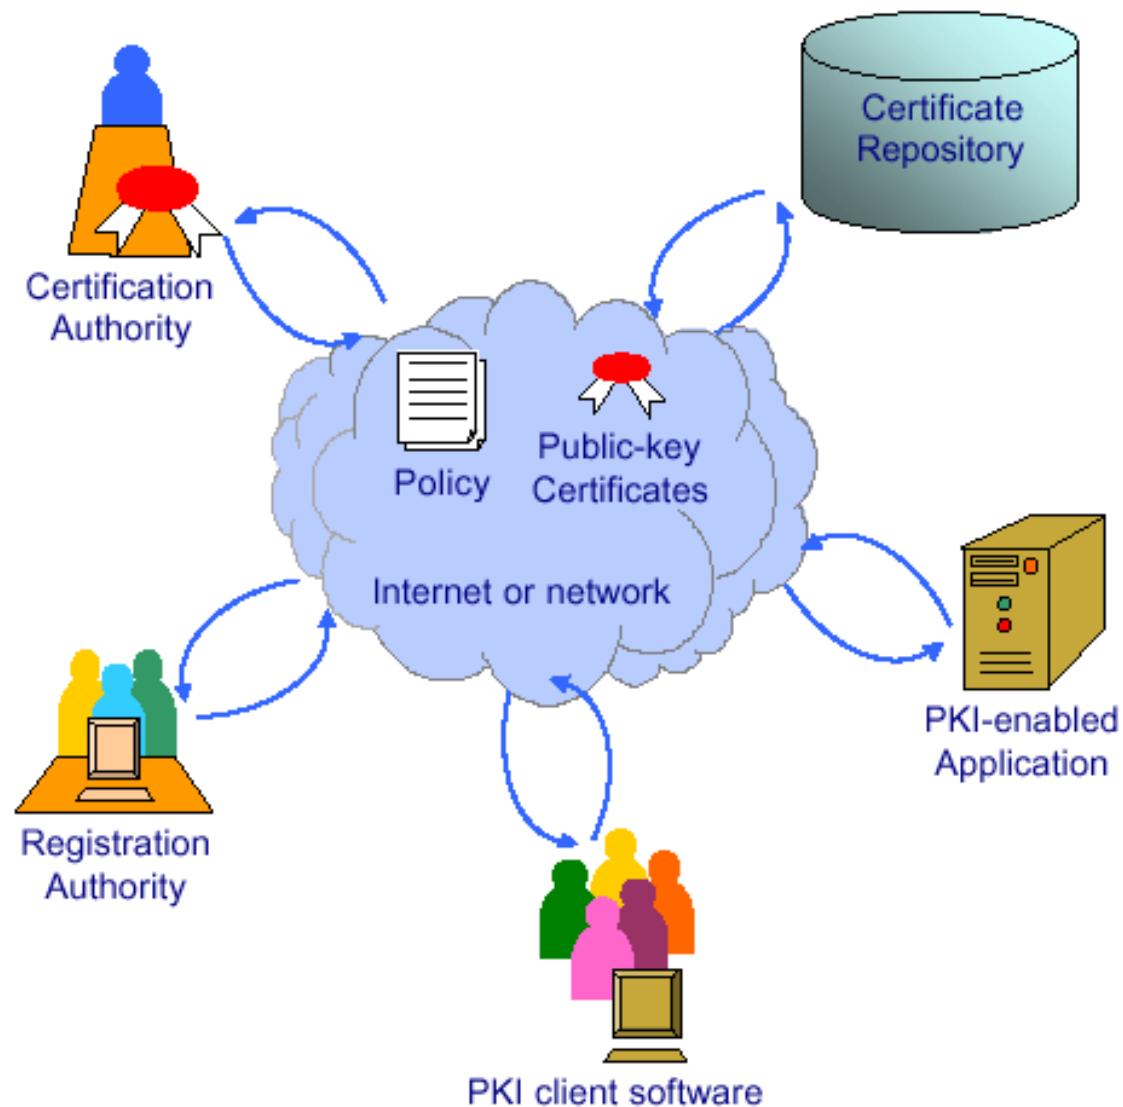 Certificate
Repository
Certification
Authority
Policy
Public-key
Certificates
Internet or network
PKI-enabled
Application
Registration
Authority
PKI client software